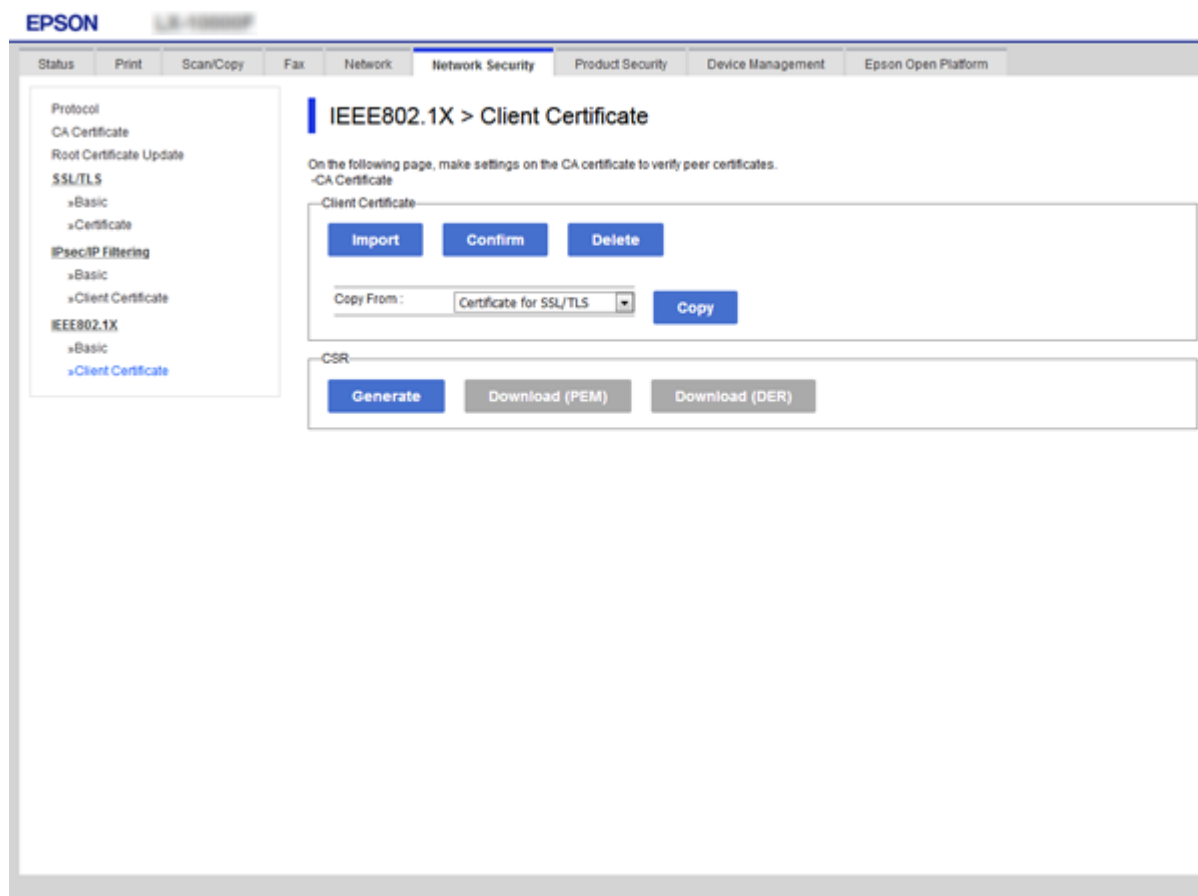 EPSON
Status Print Scan/Copy Fax Network Network Security Product Security Device Management Epson Open Platform
Protocol
CA Certificate
Root Certificate Update
SSL/TLS
»Basic
»Certificate
IPsec/IP Filtering
»Basic
»Client Certificate
IEEE802.1X
»Basic
»Client Certificate
IEEE802.1X > Client Certificate
On the following page, make settings on the CA certificate to verify peer certificates.
-CA Certificate
Client Certificate
Import Confirm Delete
Copy From : Certificate for SSL/TLS Copy
CSR
Generate Download (PEM) Download (DER)